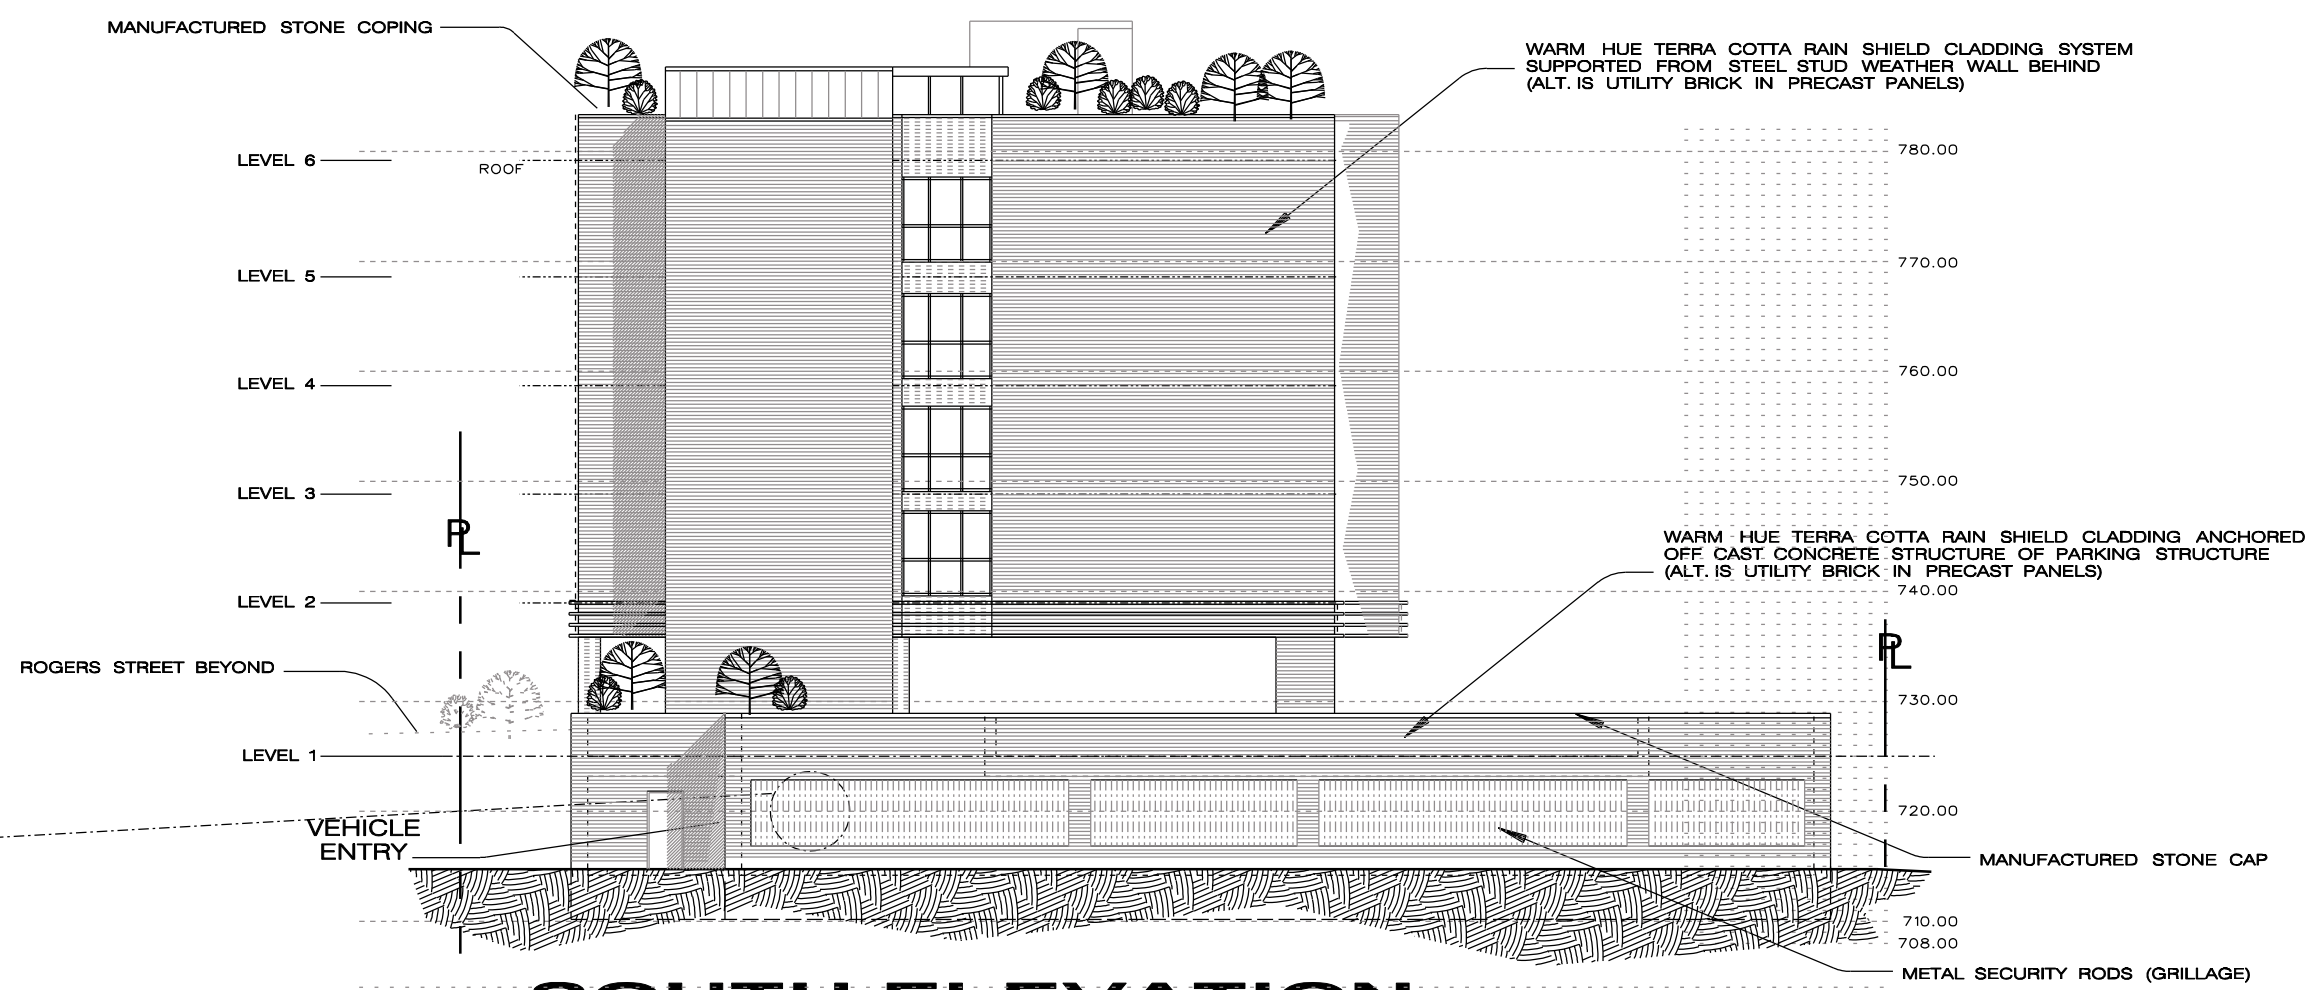 MANUFACTURED STONE COPING
WARM HUE TERRA COTTA RAIN SHIELD CLADDING SYSTEM
SUPPORTED FROM STEEL STUD WEATHER WALL BEHIND
(ALT. IS UTILITY BRICK IN PRECAST PANELS)
LEVEL 6
ROOF
780.00
LEVEL 5
770.00
LEVEL 4
760.00
LEVEL 3
750.00
PL
WARM HUE TERRA COTTA RAIN SHIELD CLADDING ANCHORED
OFF CAST CONCRETE STRUCTURE OF PARKING STRUCTURE
(ALT. IS UTILITY BRICK IN PRECAST PANELS)
LEVEL 2
740.00
PL
ROGERS STREET BEYOND
730.00
LEVEL 1
720.00
VEHICLE
ENTRY
MANUFACTURED STONE CAP
710.00
708.00
METAL SECURITY RODS (GRILLAGE)
SOUTH ELEVATION